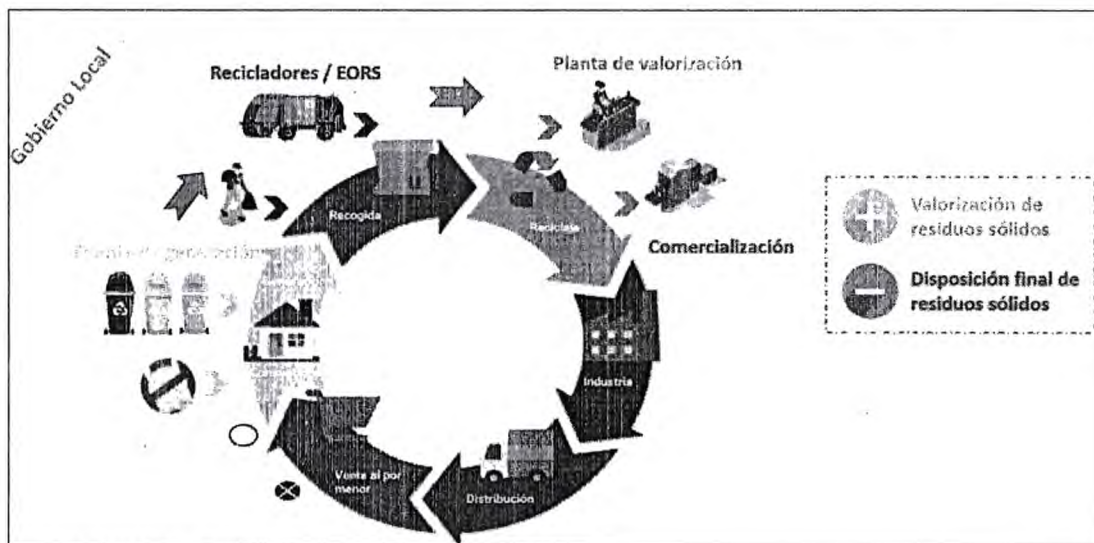 Gobierno Local
Recicladores / EORS
Planta de valorización
Recogida
Reciclaje
Comercialización
Valorización de
residuos sólidos
Disposición final de
residuos sólidos
Industria
Venta al por
menor
Distribución